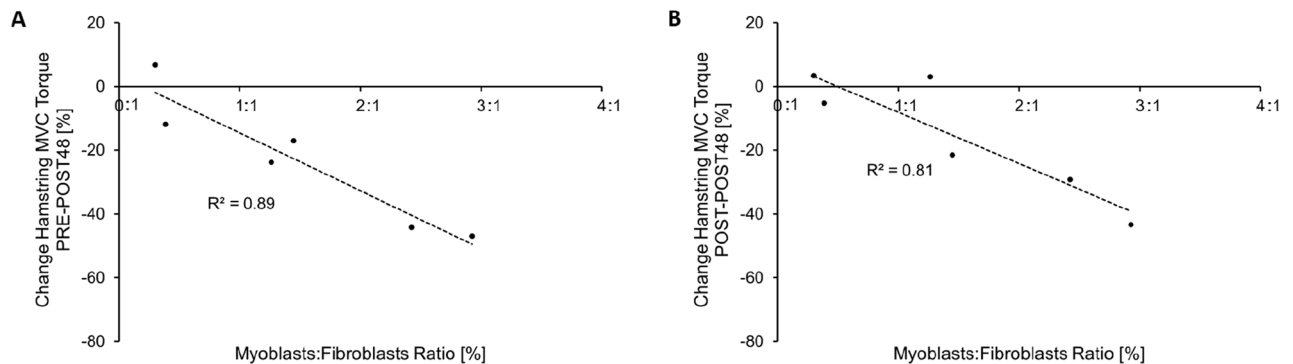 A
Change Hamstring MVC Torque
PRE-POST48 [%]
20
0
-20
-40
-60
-80
0:1
1:1
2:1
3:1
4:1
R² = 0.89
Myoblasts:Fibroblasts Ratio [%]
B
Change Hamstring MVC Torque
POST-POST48 [%]
20
0
-20
-40
-60
-80
0:1
1:1
2:1
3:1
4:1
R² = 0.81
Myoblasts:Fibroblasts Ratio [%]